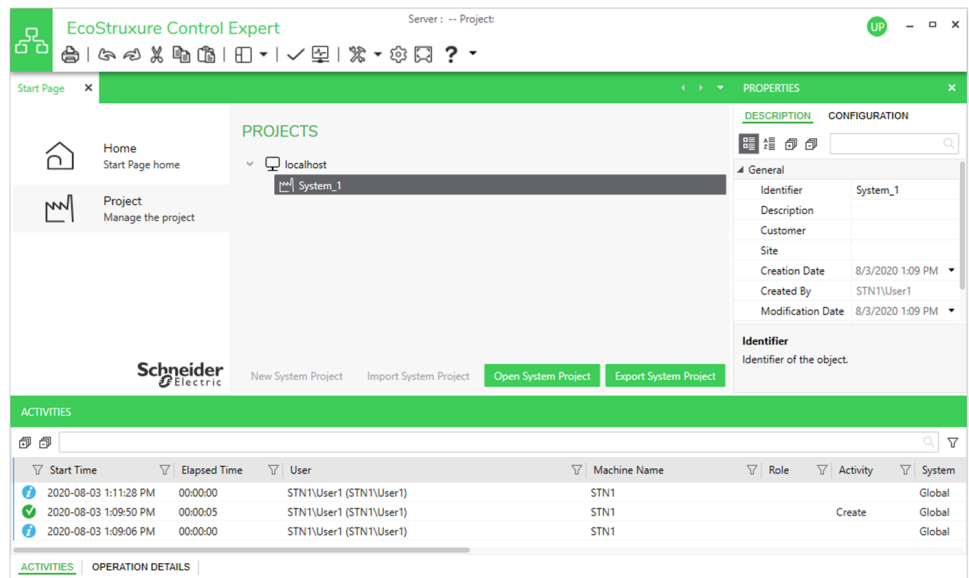 Server : -- Project:
EcoStruxure Control Expert
UP
?
Start Page
PROPERTIES
DESCRIPTION CONFIGURATION
PROJECTS
Home
Start Page home
localhost
System_1
Project
Manage the project
General
Identifier System_1
Description
Customer
Site
Creation Date 8/3/2020 1:09 PM
Created By STN1\User1
Modification Date 8/3/2020 1:09 PM
Identifier
Identifier of the object.
Schneider
Electric
New System Project Import System Project Open System Project Export System Project
ACTIVITIES
Start Time Elapsed Time User Machine Name Role Activity System
2020-08-03 1:11:28 PM 00:00:00 STN1\User1 (STN1\User1) STN1 Global
2020-08-03 1:09:50 PM 00:00:05 STN1\User1 (STN1\User1) STN1 Create Global
2020-08-03 1:09:06 PM 00:00:00 STN1\User1 (STN1\User1) STN1 Global
ACTIVITIES OPERATION DETAILS